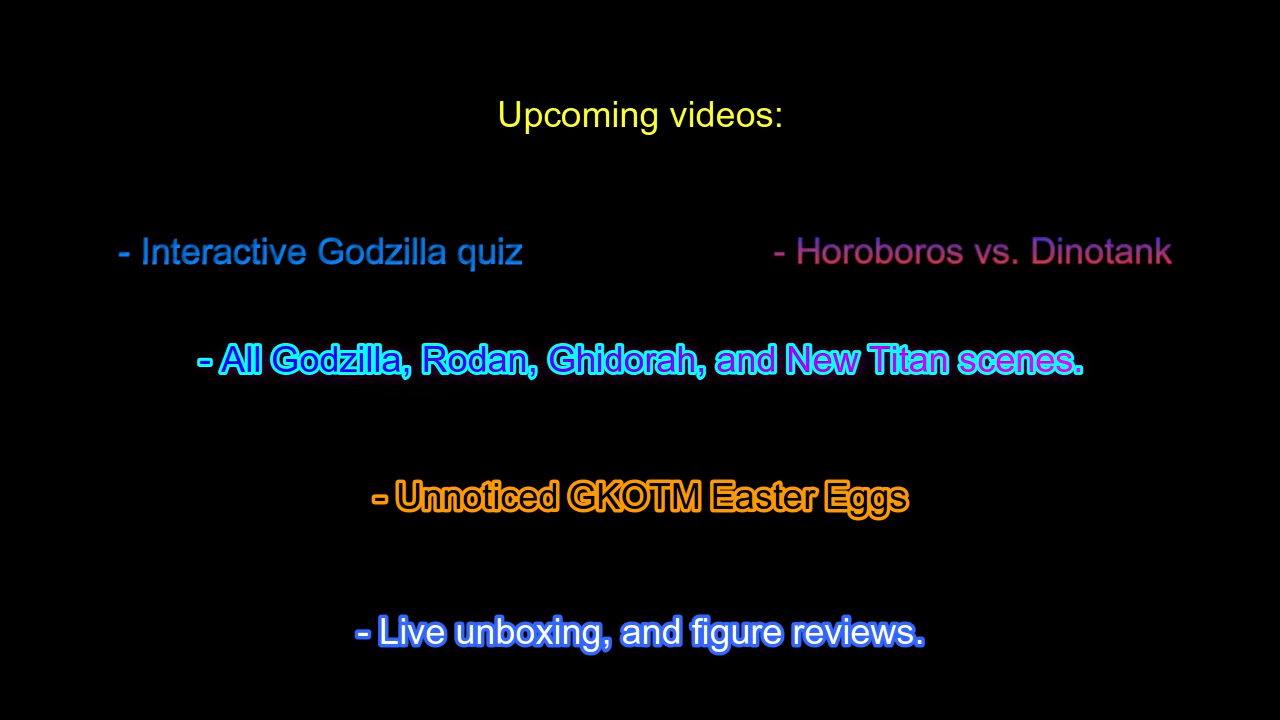 Upcoming videos:
- Interactive Godzilla quiz
- Horoboros vs. Dinotank
- All Godzilla, Rodan, Ghidorah, and New Titan scenes.
- Unnoticed GKOTM Easter Eggs
- Live unboxing, and figure reviews.